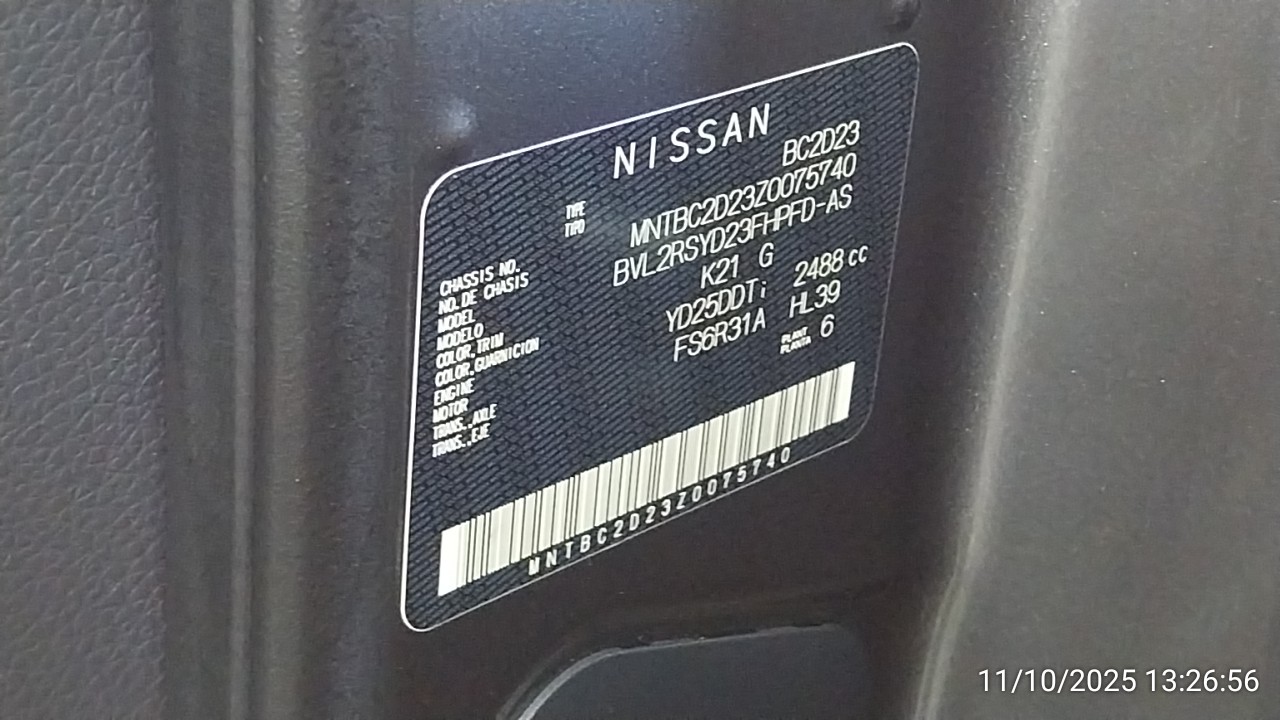 NISSAN
TYPE BC2D23
TIPO
CHASSIS NO. MNTBC2D23Z0075740
NO. DE CHASIS
MODEL BVL2RSYD23FHPFD-AS
MODELO
COLOR, TRIM K21 G
COLOR, GUARNICION
ENGINE YD25DDTi 2488 cc
MOTOR
TRANS., AXLE FS6R31A HL39
TRANS., EJE
PLANT 6
PLANTA
MNTBC2D23Z0075740
11/10/2025 13:26:56